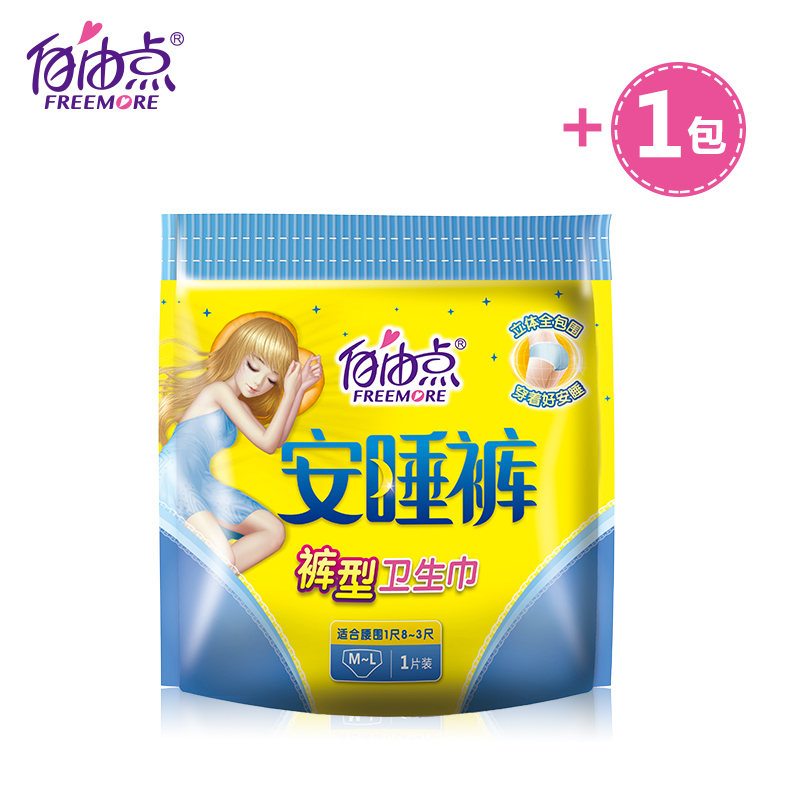 自由点®
FREEMORE
+1包
自由点®
FREEMORE
立体全包围
穿着好安睡
安睡裤
裤型卫生巾
适合腰围1尺8~3尺
M~L
1片装